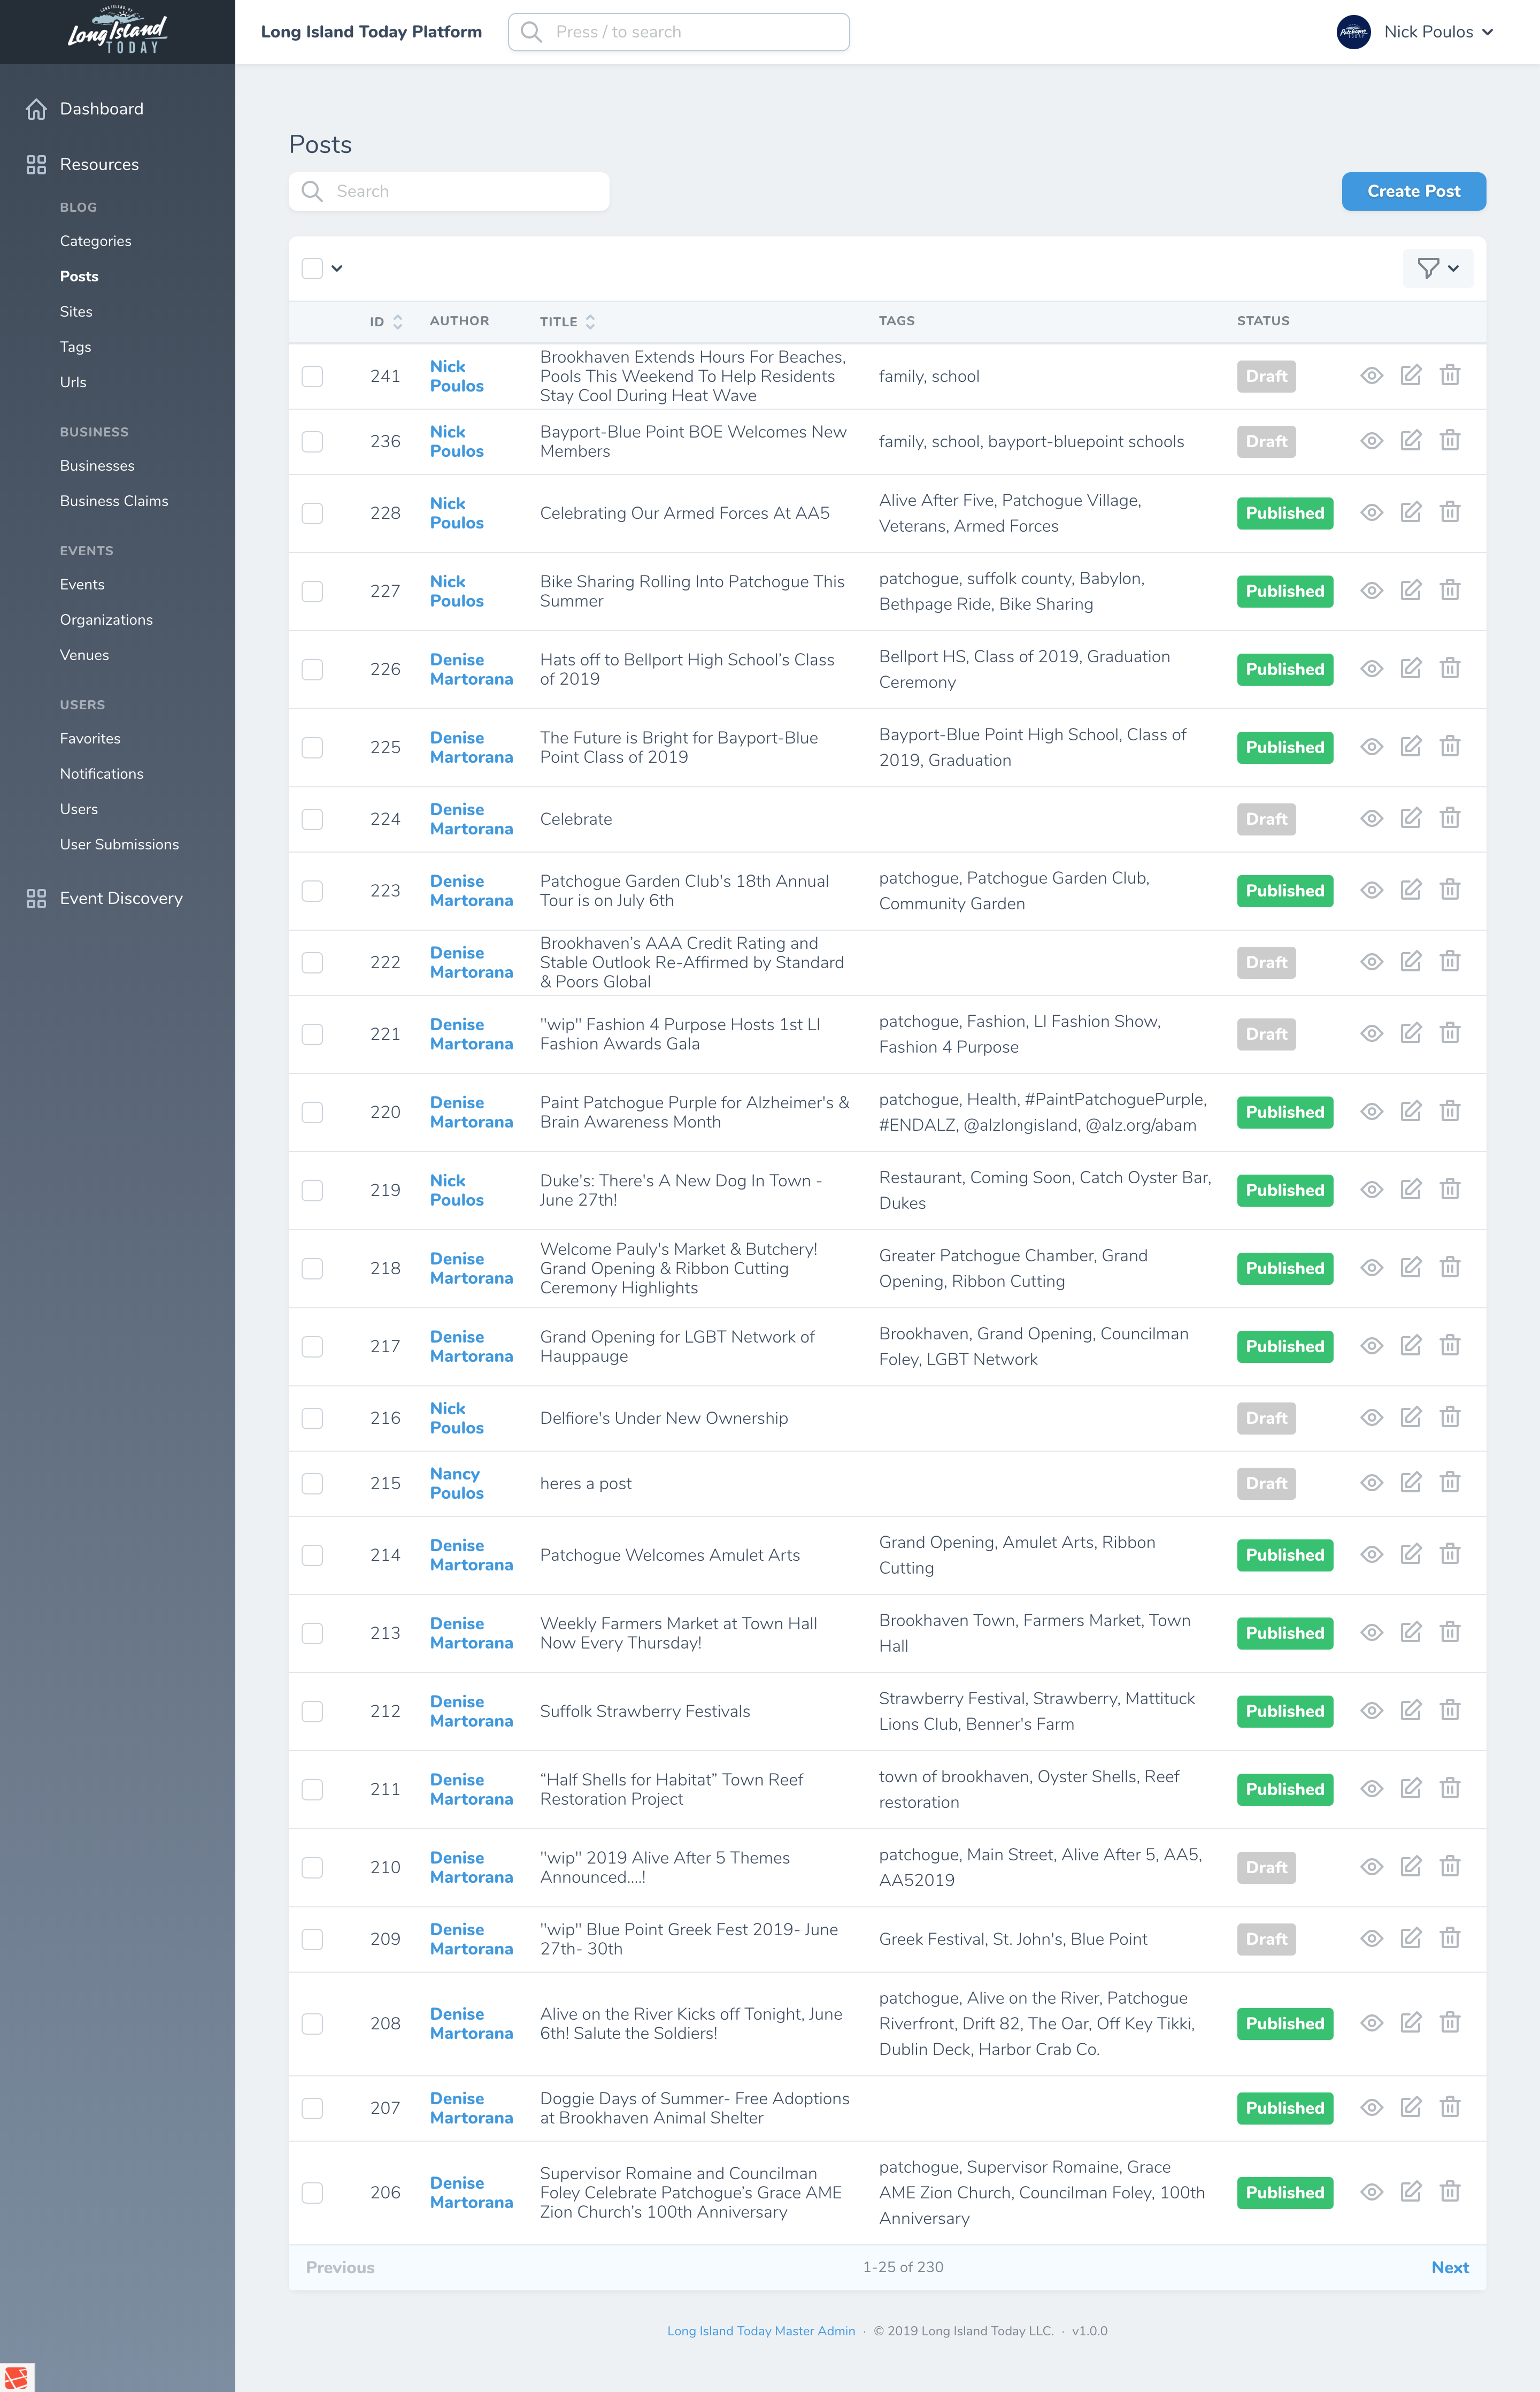 LONG ISLAND, NY
Long Island
TODAY
Long Island Today Platform
Press / to search
Nick Poulos
Dashboard
Resources
BLOG
Categories
Posts
Sites
Tags
Urls
BUSINESS
Businesses
Business Claims
EVENTS
Events
Organizations
Venues
USERS
Favorites
Notifications
Users
User Submissions
Event Discovery
Posts
Search
Create Post
ID AUTHOR TITLE TAGS STATUS
241
Nick
Poulos
Brookhaven Extends Hours For Beaches,
Pools This Weekend To Help Residents
Stay Cool During Heat Wave
family, school
Draft
236
Nick
Poulos
Bayport-Blue Point BOE Welcomes New
Members
family, school, bayport-bluepoint schools
Draft
228
Nick
Poulos
Celebrating Our Armed Forces At AA5
Alive After Five, Patchogue Village,
Veterans, Armed Forces
Published
227
Nick
Poulos
Bike Sharing Rolling Into Patchogue This
Summer
patchogue, suffolk county, Babylon,
Bethpage Ride, Bike Sharing
Published
226
Denise
Martorana
Hats off to Bellport High School’s Class
of 2019
Bellport HS, Class of 2019, Graduation
Ceremony
Published
225
Denise
Martorana
The Future is Bright for Bayport-Blue
Point Class of 2019
Bayport-Blue Point High School, Class of
2019, Graduation
Published
224
Denise
Martorana
Celebrate
Draft
223
Denise
Martorana
Patchogue Garden Club's 18th Annual
Tour is on July 6th
patchogue, Patchogue Garden Club,
Community Garden
Published
222
Denise
Martorana
Brookhaven’s AAA Credit Rating and
Stable Outlook Re-Affirmed by Standard
& Poors Global
Draft
221
Denise
Martorana
"wip" Fashion 4 Purpose Hosts 1st LI
Fashion Awards Gala
patchogue, Fashion, LI Fashion Show,
Fashion 4 Purpose
Draft
220
Denise
Martorana
Paint Patchogue Purple for Alzheimer's &
Brain Awareness Month
patchogue, Health, #PaintPatchoguePurple,
#ENDALZ, @alzlongisland, @alz.org/abam
Published
219
Nick
Poulos
Duke's: There's A New Dog In Town -
June 27th!
Restaurant, Coming Soon, Catch Oyster Bar,
Dukes
Published
218
Denise
Martorana
Welcome Pauly's Market & Butchery!
Grand Opening & Ribbon Cutting
Ceremony Highlights
Greater Patchogue Chamber, Grand
Opening, Ribbon Cutting
Published
217
Denise
Martorana
Grand Opening for LGBT Network of
Hauppauge
Brookhaven, Grand Opening, Councilman
Foley, LGBT Network
Published
216
Nick
Poulos
Delfiore's Under New Ownership
Draft
215
Nancy
Poulos
heres a post
Draft
214
Denise
Martorana
Patchogue Welcomes Amulet Arts
Grand Opening, Amulet Arts, Ribbon
Cutting
Published
213
Denise
Martorana
Weekly Farmers Market at Town Hall
Now Every Thursday!
Brookhaven Town, Farmers Market, Town
Hall
Published
212
Denise
Martorana
Suffolk Strawberry Festivals
Strawberry Festival, Strawberry, Mattituck
Lions Club, Benner's Farm
Published
211
Denise
Martorana
“Half Shells for Habitat” Town Reef
Restoration Project
town of brookhaven, Oyster Shells, Reef
restoration
Published
210
Denise
Martorana
"wip" 2019 Alive After 5 Themes
Announced....!
patchogue, Main Street, Alive After 5, AA5,
AA52019
Draft
209
Denise
Martorana
"wip" Blue Point Greek Fest 2019- June
27th- 30th
Greek Festival, St. John's, Blue Point
Draft
208
Denise
Martorana
Alive on the River Kicks off Tonight, June
6th! Salute the Soldiers!
patchogue, Alive on the River, Patchogue
Riverfront, Drift 82, The Oar, Off Key Tikki,
Dublin Deck, Harbor Crab Co.
Published
207
Denise
Martorana
Doggie Days of Summer- Free Adoptions
at Brookhaven Animal Shelter
Published
206
Denise
Martorana
Supervisor Romaine and Councilman
Foley Celebrate Patchogue’s Grace AME
Zion Church’s 100th Anniversary
patchogue, Supervisor Romaine, Grace
AME Zion Church, Councilman Foley, 100th
Anniversary
Published
Previous 1-25 of 230 Next
Long Island Today Master Admin · © 2019 Long Island Today LLC. · v1.0.0